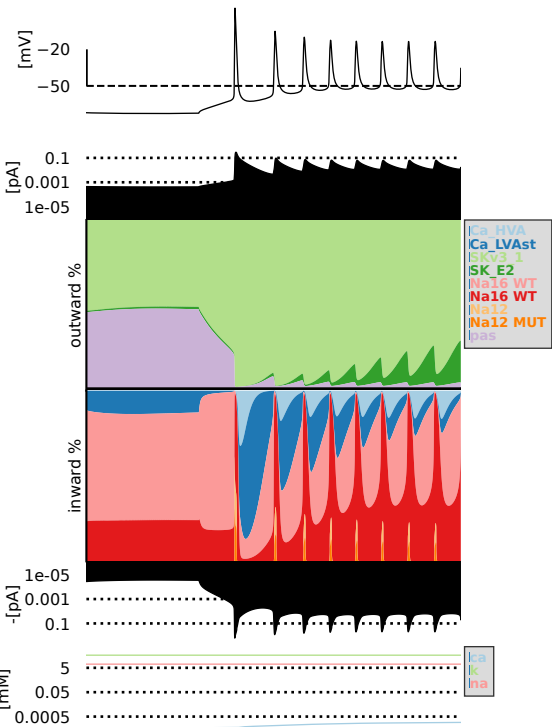 [mV]
−20
−50
[pA]
0.1
0.001
1e-05
outward %
Ca_HVA
Ca_LVAst
SKv3_1
SK_E2
Na16 WT
Na16 WT
Na12
Na12 MUT
pas
inward %
-[pA]
1e-05
0.001
0.1
[mM]
5
0.05
0.0005
ca
k
na